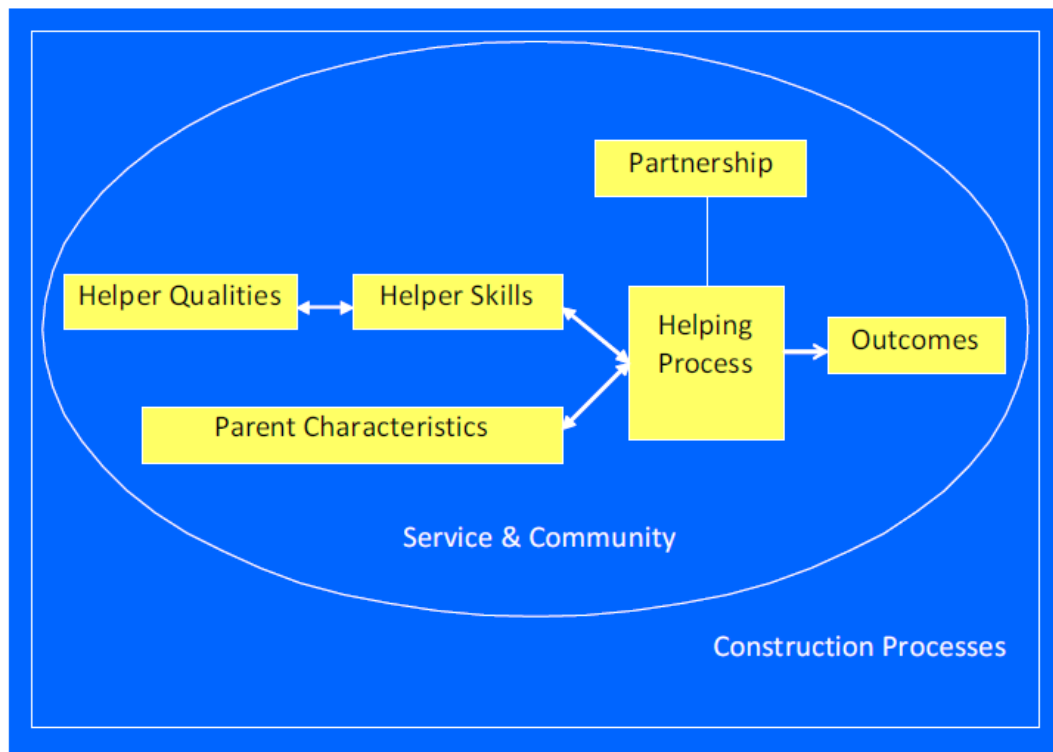 Partnership
Helper Qualities
Helper Skills
Helping
Process
Outcomes
Parent Characteristics
Service & Community
Construction Processes